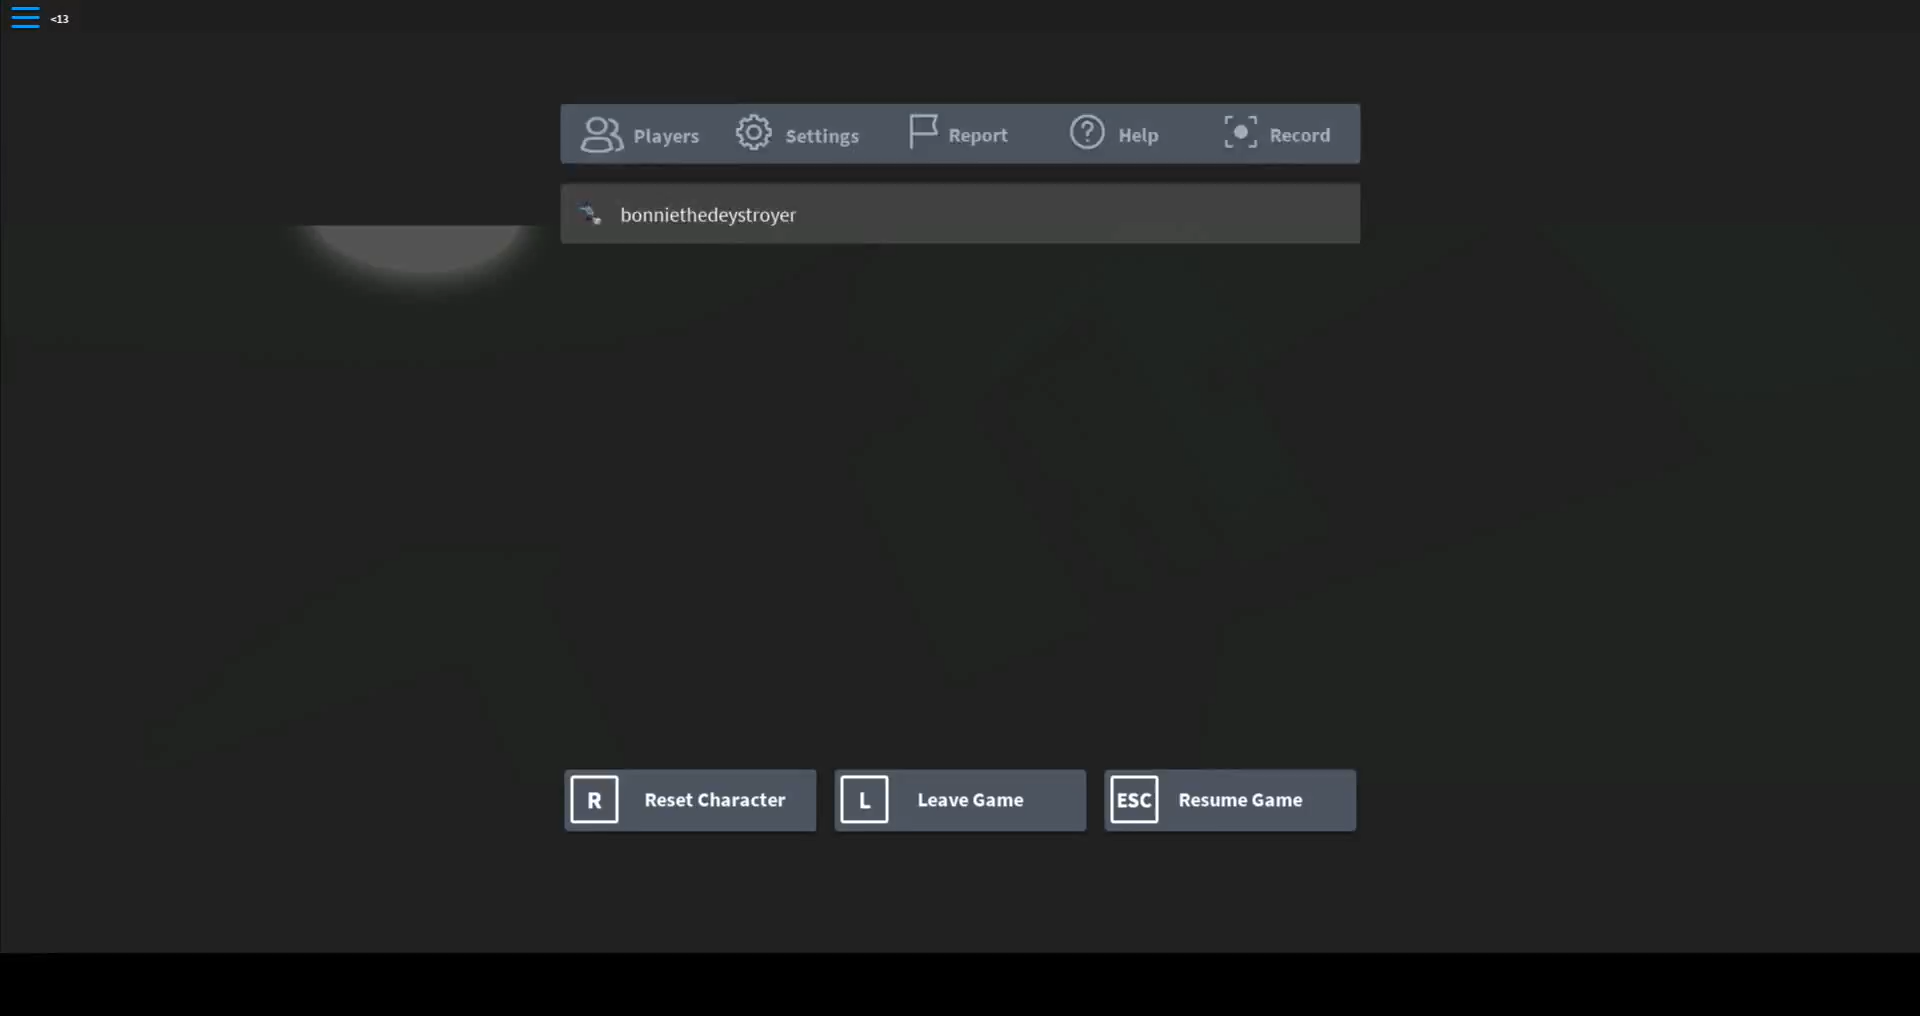 <13
Players Settings Report Help Record
bonniethedeystroyer
R Reset Character L Leave Game ESC Resume Game